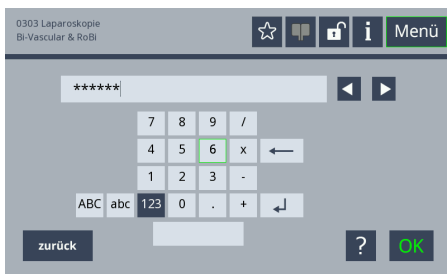 0303 Laparoskopie
Bi-Vascular & RoBi
i
Menü
******
7 8 9 /
4 5 6 x
1 2 3 -
ABC abc 123 0 . +
zurück
? OK